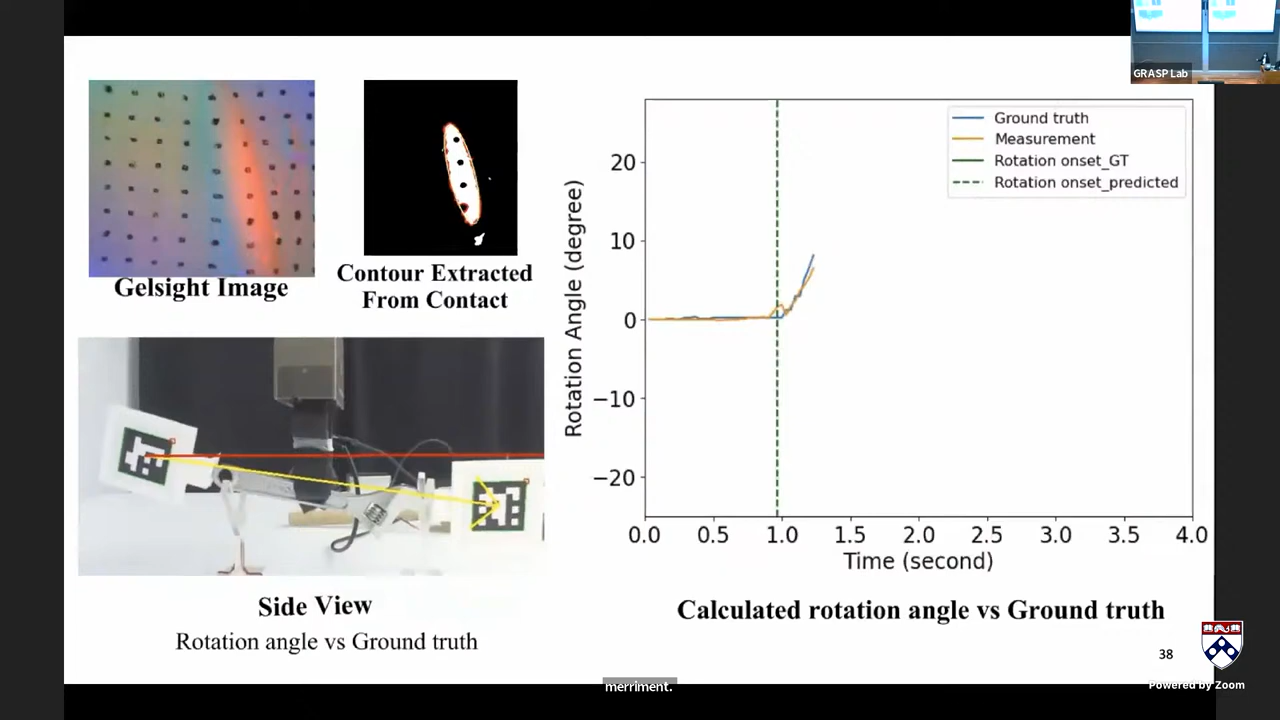 GRASP Lab
Gelsight Image
Contour Extracted
From Contact
Side View
Rotation angle vs Ground truth
Rotation Angle (degree)
20
10
0
−10
−20
Ground truth
Measurement
Rotation onset_GT
Rotation onset_predicted
0.0 0.5 1.0 1.5 2.0 2.5 3.0 3.5 4.0
Time (second)
Calculated rotation angle vs Ground truth
38
Powered by Zoom
merriment.